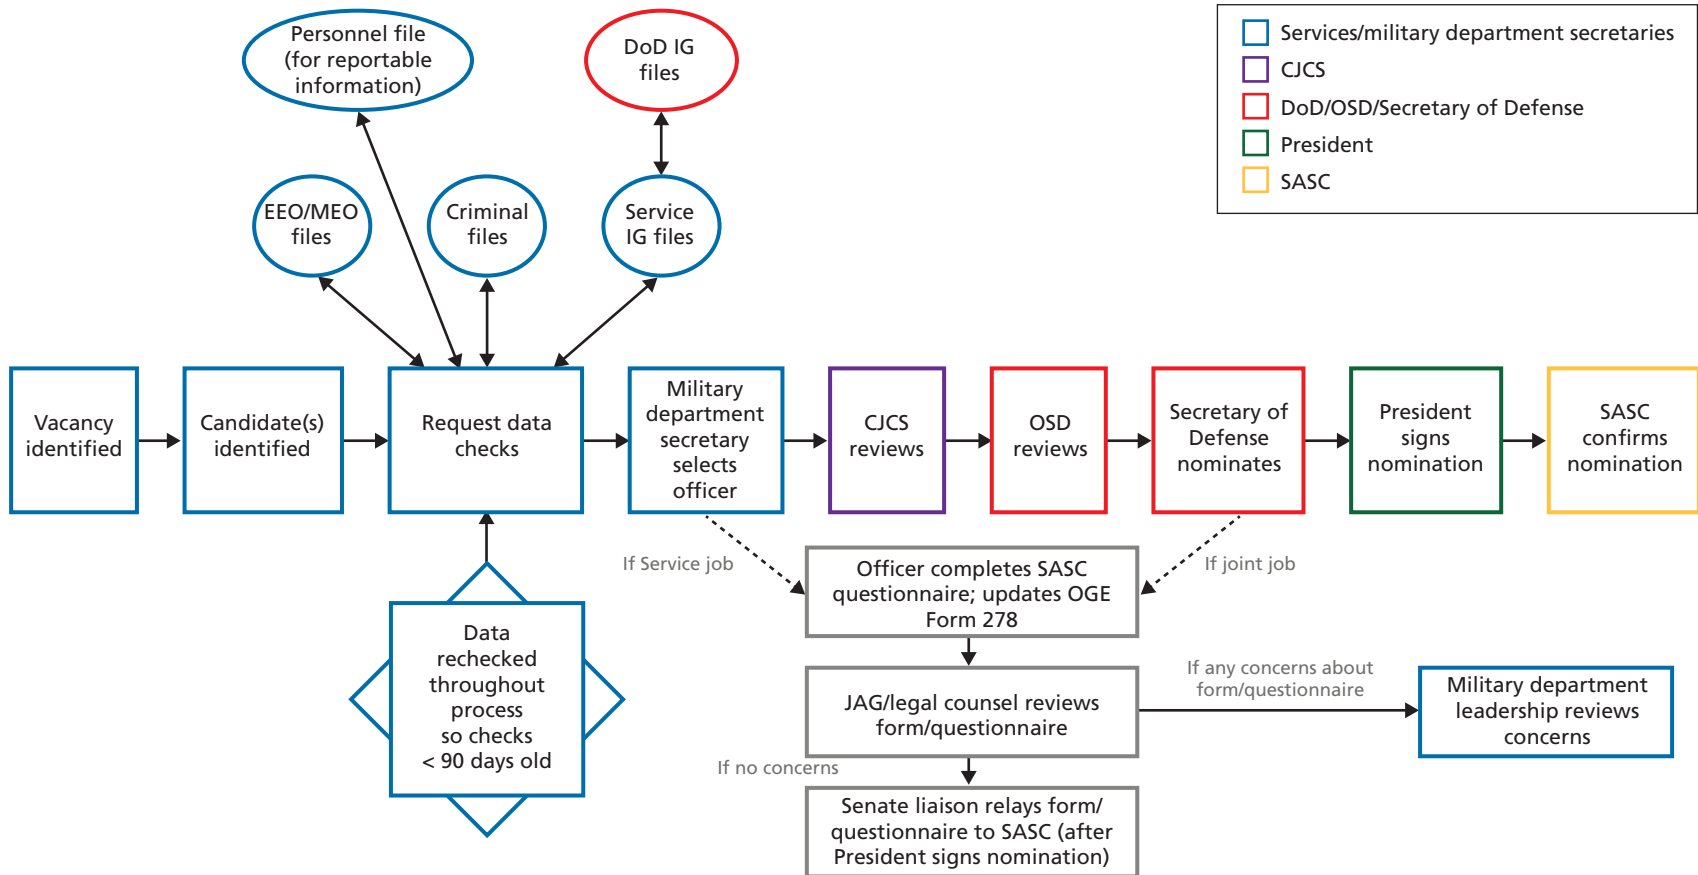 Personnel file
(for reportable
information)
DoD IG
files
Services/military department secretaries
CJCS
DoD/OSD/Secretary of Defense
President
SASC
EEO/MEO
files
Criminal
files
Service
IG files
Vacancy
identified
Candidate(s)
identified
Request data
checks
Military
department
secretary
selects
officer
CJCS
reviews
OSD
reviews
Secretary of
Defense
nominates
President
signs
nomination
SASC
confirms
nomination
If Service job
Officer completes SASC
questionnaire; updates OGE
Form 278
If joint job
Data
rechecked
throughout
process
so checks
< 90 days old
JAG/legal counsel reviews
form/questionnaire
If any concerns about
form/questionnaire
Military department
leadership reviews
concerns
If no concerns
Senate liaison relays form/
questionnaire to SASC (after
President signs nomination)